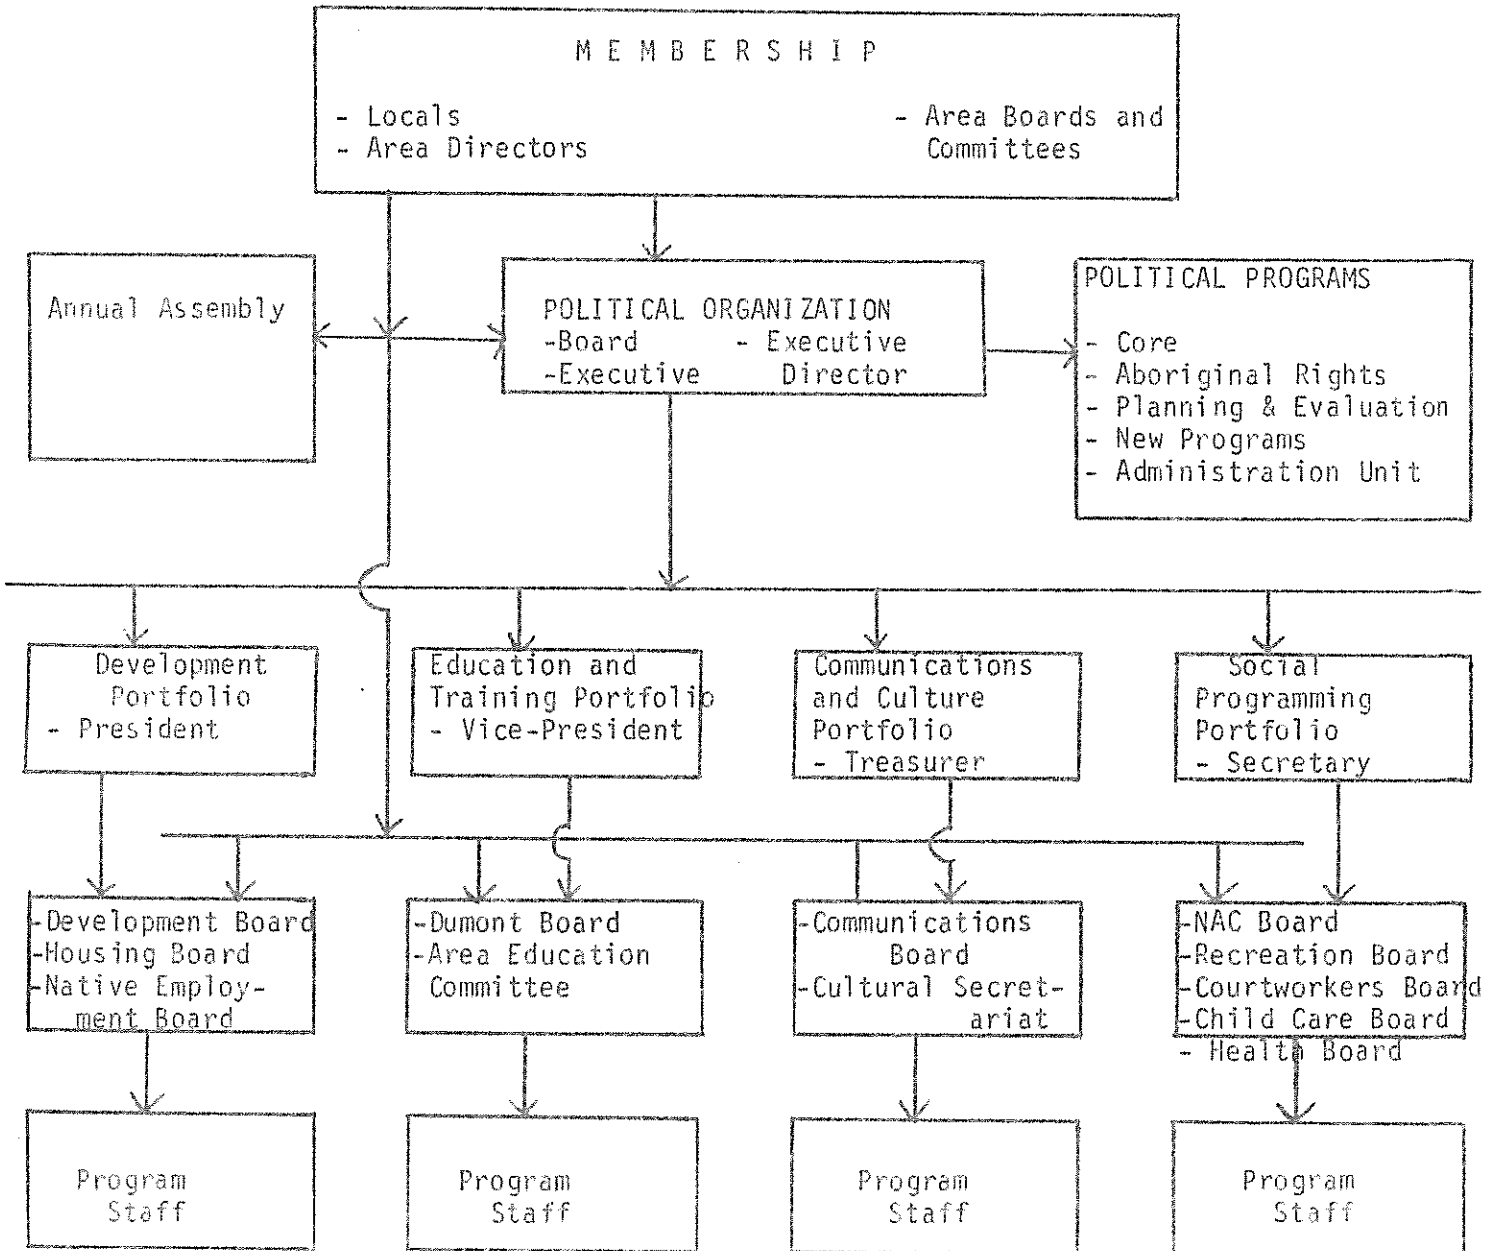 M E M B E R S H I P
- Locals
- Area Directors
- Area Boards and
Committees
Annual Assembly
POLITICAL ORGANIZATION
-Board - Executive
-Executive Director
POLITICAL PROGRAMS
- Core
- Aboriginal Rights
- Planning & Evaluation
- New Programs
- Administration Unit
Development
Portfolio
- President
Education and
Training Portfolio
- Vice-President
Communications
and Culture
Portfolio
- Treasurer
Social
Programming
Portfolio
- Secretary
-Development Board
-Housing Board
-Native Employ-
ment Board
-Dumont Board
-Area Education
Committee
-Communications
Board
-Cultural Secret-
ariat
-NAC Board
-Recreation Board
-Courtworkers Board
-Child Care Board
- Health Board
Program
Staff
Program
Staff
Program
Staff
Program
Staff